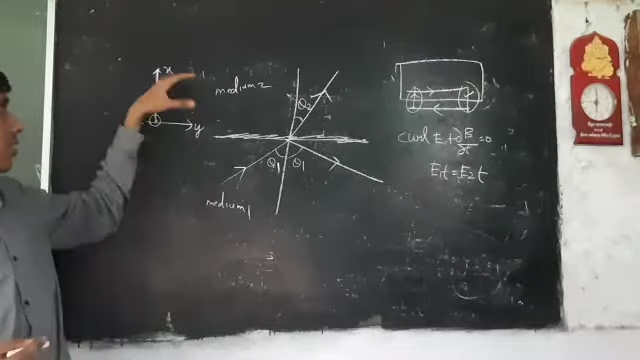 x
y
medium 2
θ2
θ1 θ1
medium 1
curl E + ∂B/∂t = 0
E1t = E2t